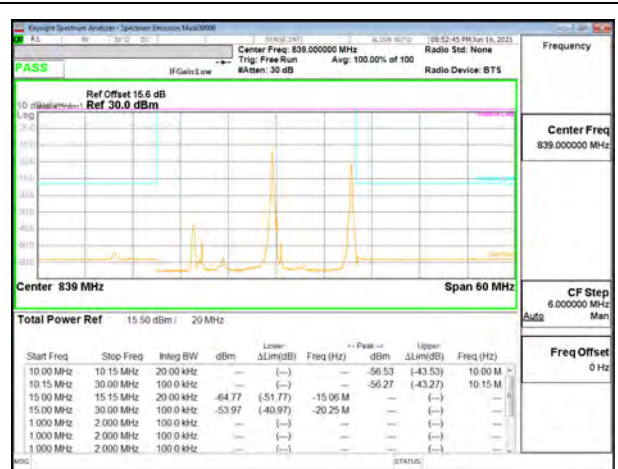 Keysight Spectrum Analyzer - Spectrum Emission Mask
RL
SENSE:INT
ALIGN AUTO
08:52:45 PM Jun 16, 2021
Center Freq: 839.000000 MHz
Radio Std: None
Frequency
Trig: Free Run
Avg: 100.00% of 100
PASS
IFGain:Low
#Atten: 30 dB
Radio Device: BTS
Ref Offset 15.6 dB
Ref 30.0 dBm
Log
Center Freq
839.000000 MHz
Center 839 MHz
Span 60 MHz
CF Step
6.000000 MHz
Auto Man
Total Power Ref 15.50 dBm / 20 MHz
Freq Offset
0 Hz
Lower <-- Peak --> Upper
Start Freq Stop Freq Integ BW dBm ΔLim(dB) Freq (Hz) dBm ΔLim(dB) Freq (Hz)
10.00 MHz 10.15 MHz 20.00 kHz --- (---) --- -56.53 (-43.53) 10.00 M
10.15 MHz 30.00 MHz 100.0 kHz --- (---) --- -56.27 (-43.27) 10.15 M
15.00 MHz 15.15 MHz 20.00 kHz -64.77 (-51.77) -15.06 M --- (---) ---
15.00 MHz 30.00 MHz 100.0 kHz -53.97 (-40.97) -20.25 M --- (---) ---
1.000 MHz 2.000 MHz 100.0 kHz --- (---) --- --- (---) ---
1.000 MHz 2.000 MHz 100.0 kHz --- (---) --- --- (---) ---
1.000 MHz 2.000 MHz 100.0 kHz --- (---) --- --- (---) ---
MSG
STATUS